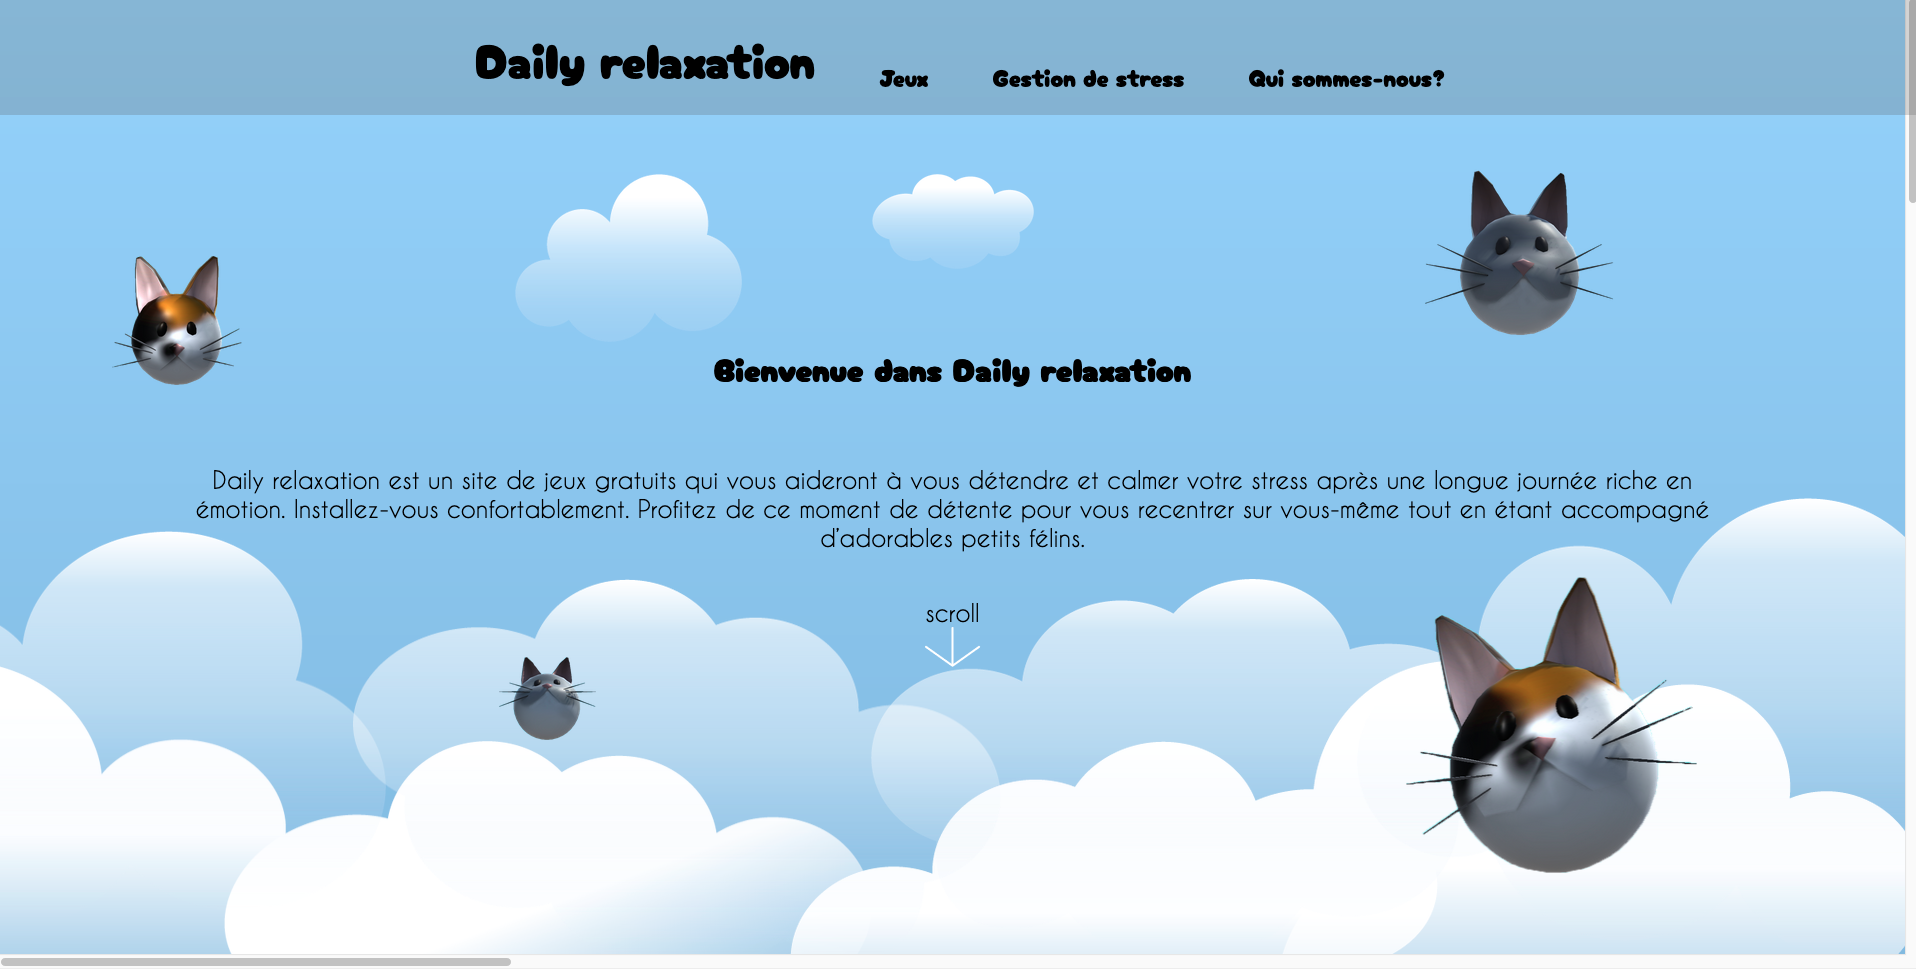 Daily relaxation
Jeux
Gestion de stress
Qui sommes-nous?
Bienvenue dans Daily relaxation
Daily relaxation est un site de jeux gratuits qui vous aideront à vous détendre et calmer votre stress après une longue journée riche en
émotion. Installez-vous confortablement. Profitez de ce moment de détente pour vous recentrer sur vous-même tout en étant accompagné
d'adorables petits félins.
scroll